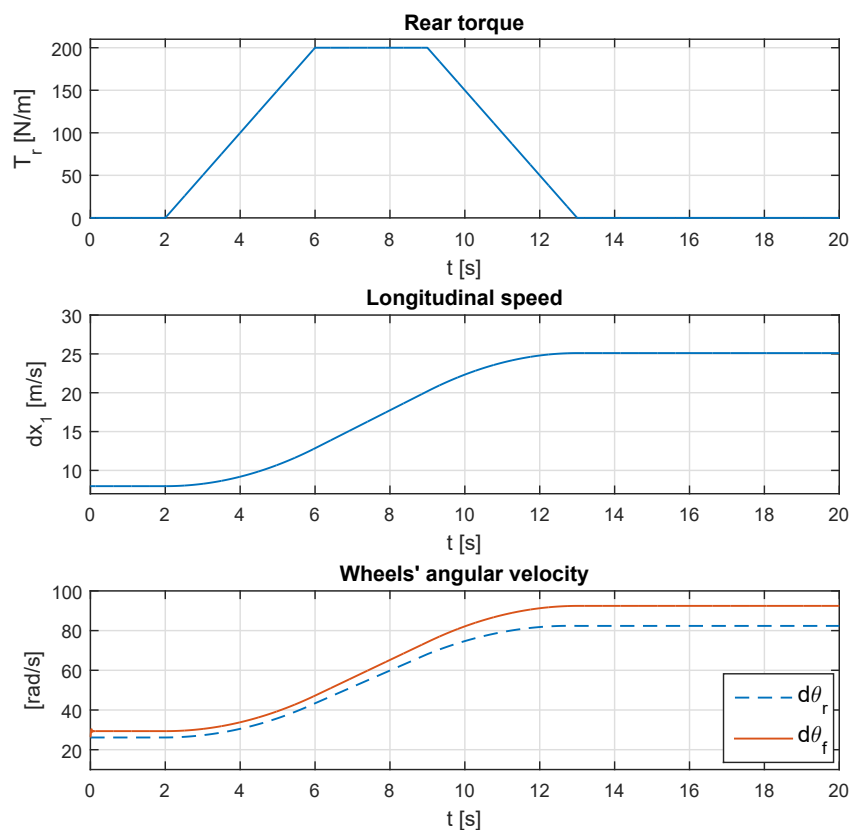 Rear torque
T_r [N/m]
200
150
100
50
0
0 2 4 6 8 10 12 14 16 18 20
t [s]
Longitudinal speed
dx_1 [m/s]
30
25
20
15
10
0 2 4 6 8 10 12 14 16 18 20
t [s]
Wheels' angular velocity
[rad/s]
100
80
60
40
20
dθ_r
dθ_f
0 2 4 6 8 10 12 14 16 18 20
t [s]